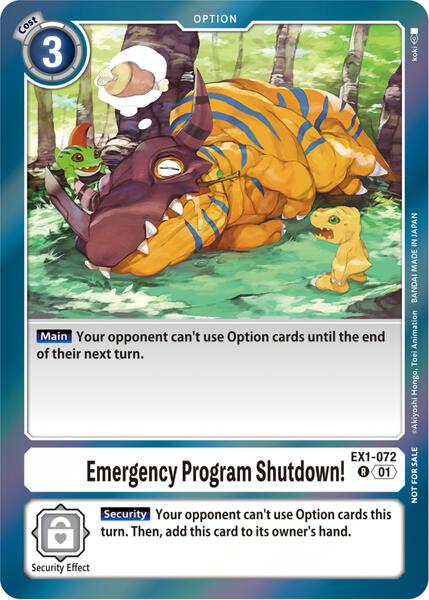 OPTION
Cost
3
koki
Main Your opponent can't use Option cards until the end
of their next turn.
©Akiyoshi Hongo, Toei Animation BANDAI MADE IN JAPAN
NOT FOR SALE
EX1-072
R 01
Emergency Program Shutdown!
Security Your opponent can't use Option cards this
turn. Then, add this card to its owner's hand.
Security Effect